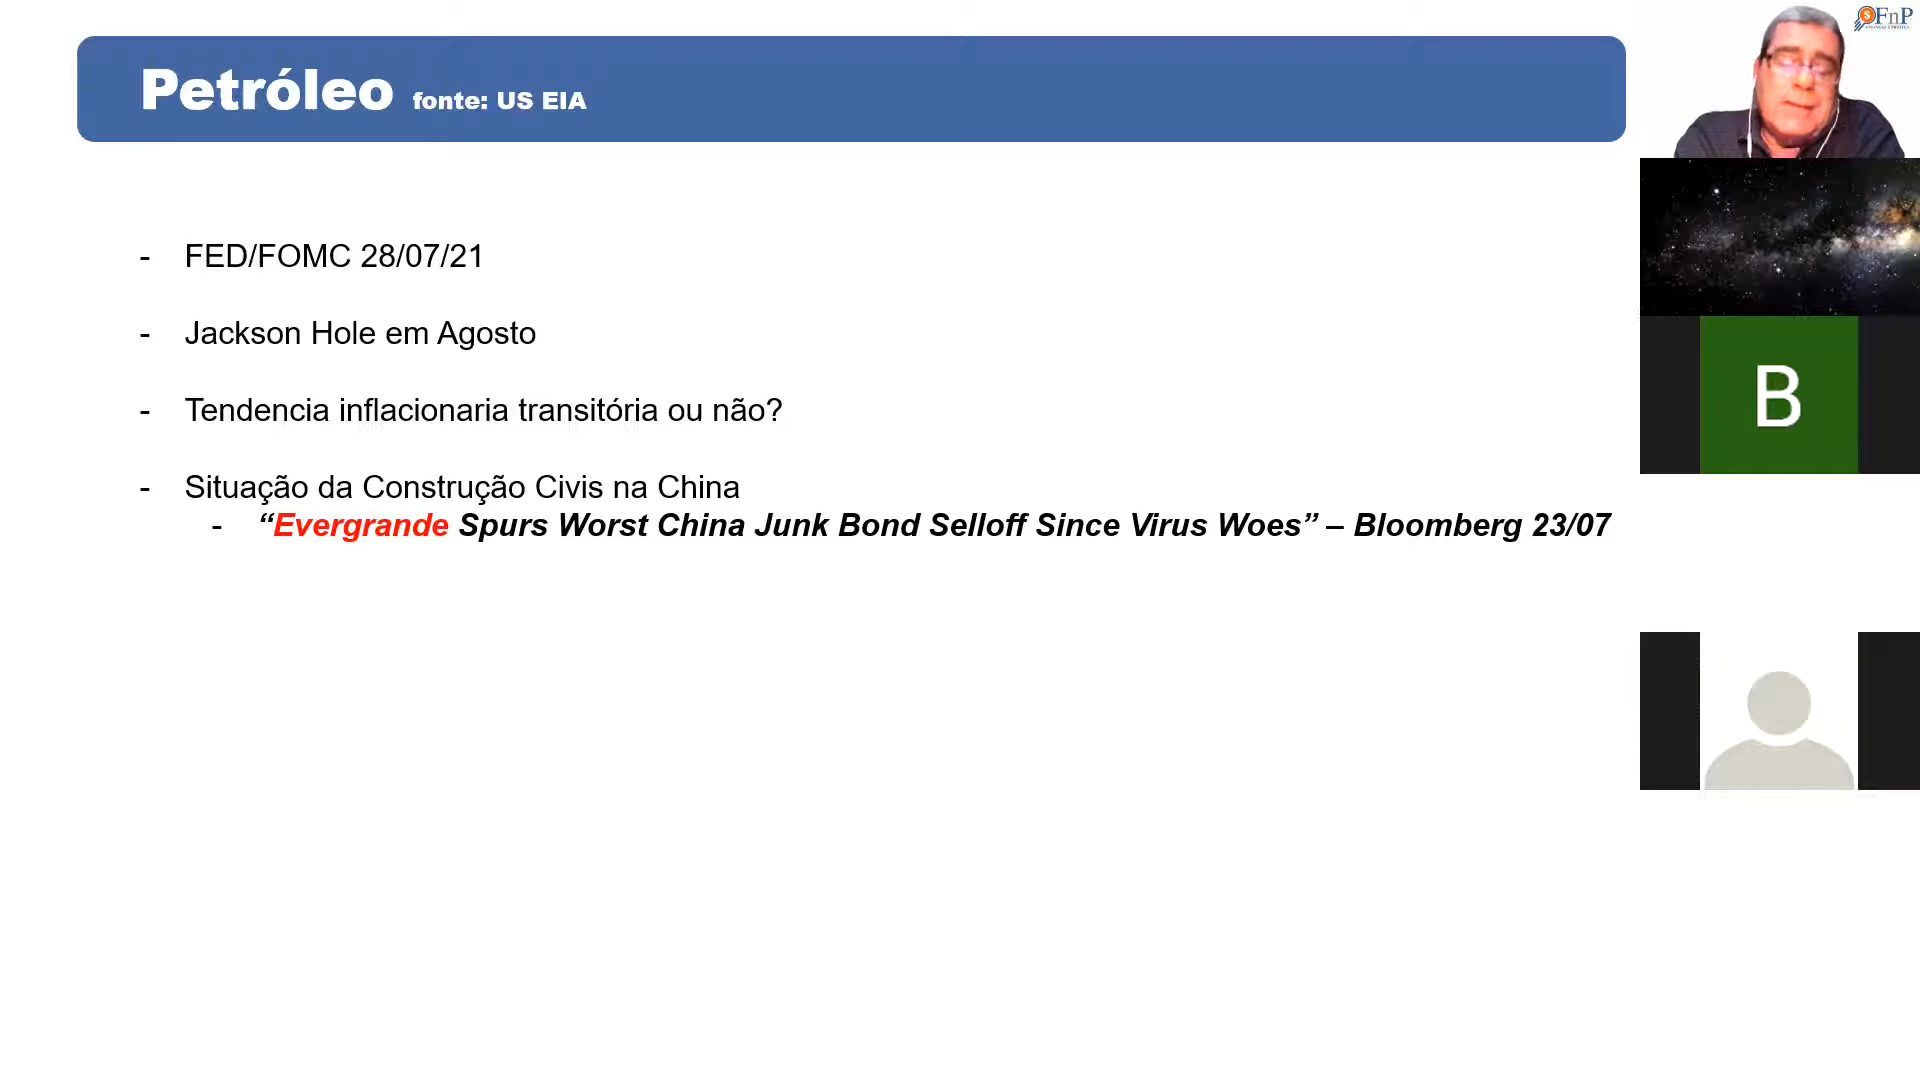 Petróleo fonte: US EIA
- FED/FOMC 28/07/21
- Jackson Hole em Agosto
- Tendencia inflacionaria transitória ou não?
- Situação da Construção Civis na China
- “Evergrande Spurs Worst China Junk Bond Selloff Since Virus Woes” – Bloomberg 23/07
FnP
B